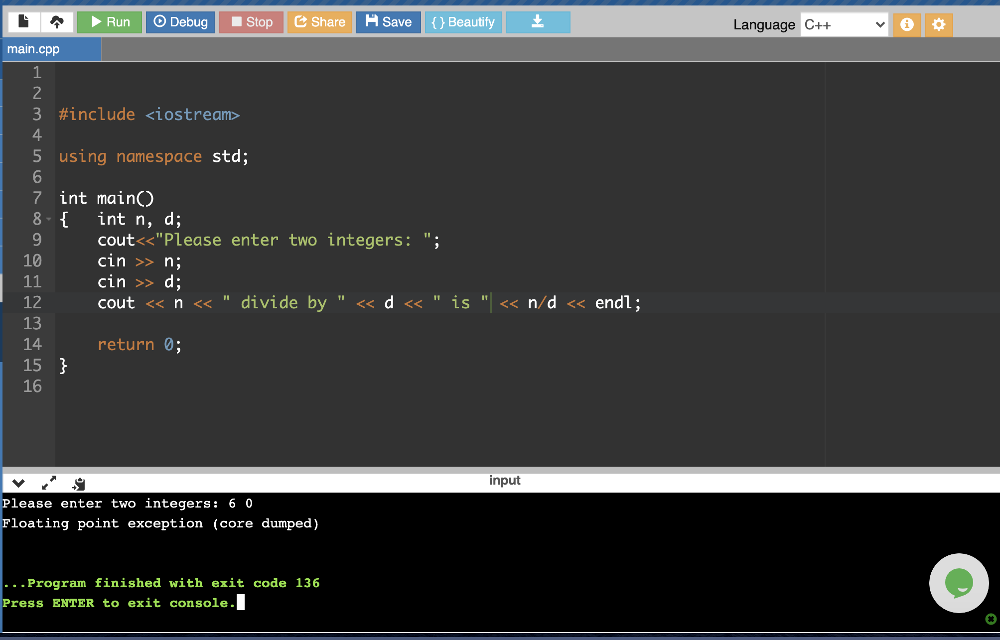 Run Debug Stop Share Save { } Beautify Language C++
main.cpp
1
2
3 #include <iostream>
4
5 using namespace std;
6
7 int main()
8 {   int n, d;
9     cout<<"Please enter two integers: ";
10     cin >> n;
11     cin >> d;
12     cout << n << " divide by " << d << " is " << n/d << endl;
13
14     return 0;
15 }
16
input
Please enter two integers: 6 0
Floating point exception (core dumped)
...Program finished with exit code 136
Press ENTER to exit console.